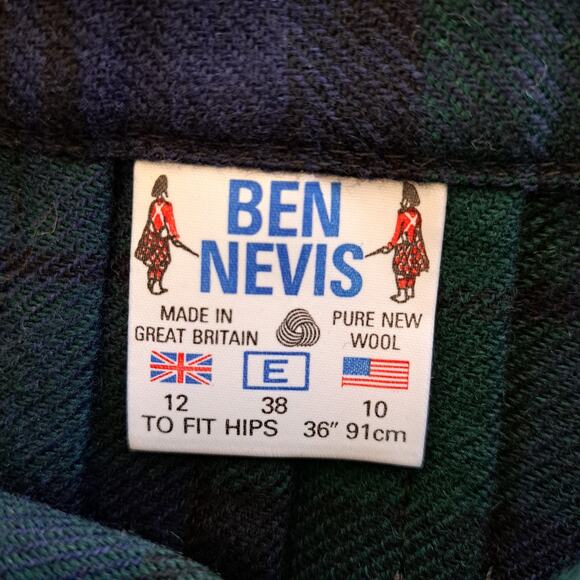 BEN
NEVIS
MADE IN PURE NEW
GREAT BRITAIN WOOL
E
12 38 10
TO FIT HIPS 36" 91cm